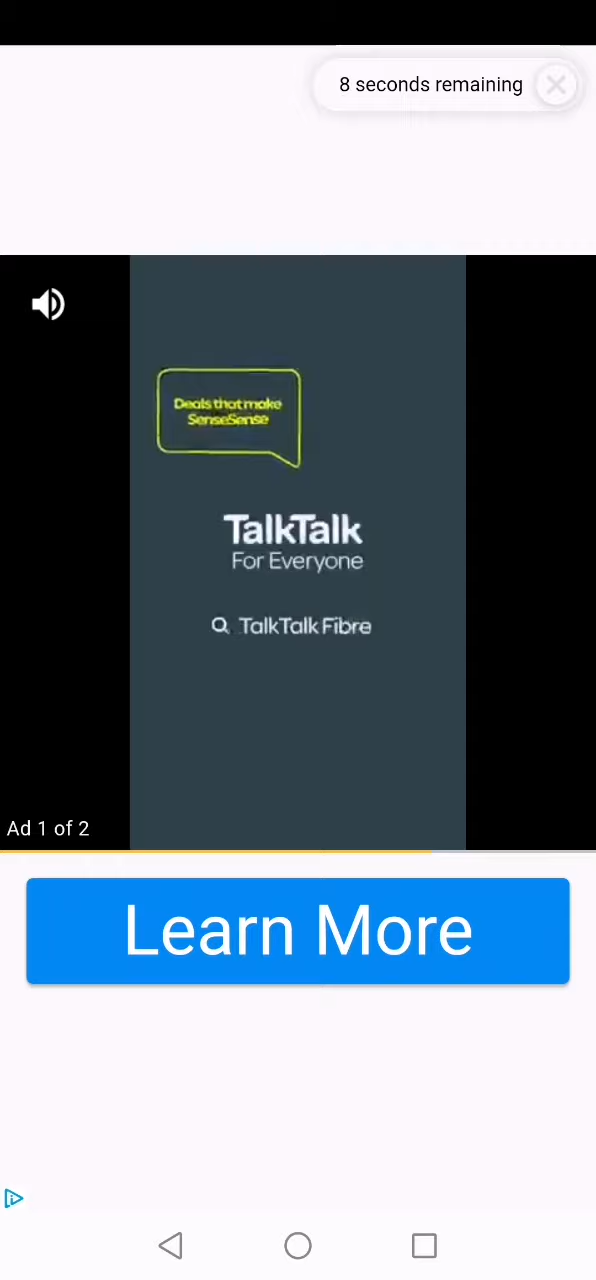 8 seconds remaining
Deals that make
SenseSense
TalkTalk
For Everyone
TalkTalk Fibre
Ad 1 of 2
Learn More